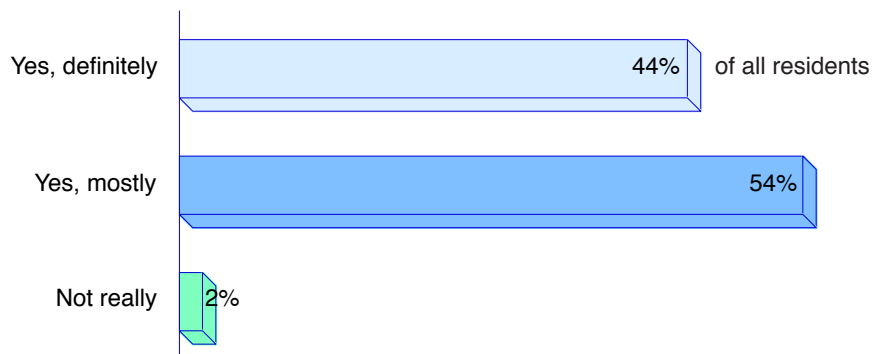 Yes, definitely 44% of all residents
Yes, mostly 54%
Not really 2%